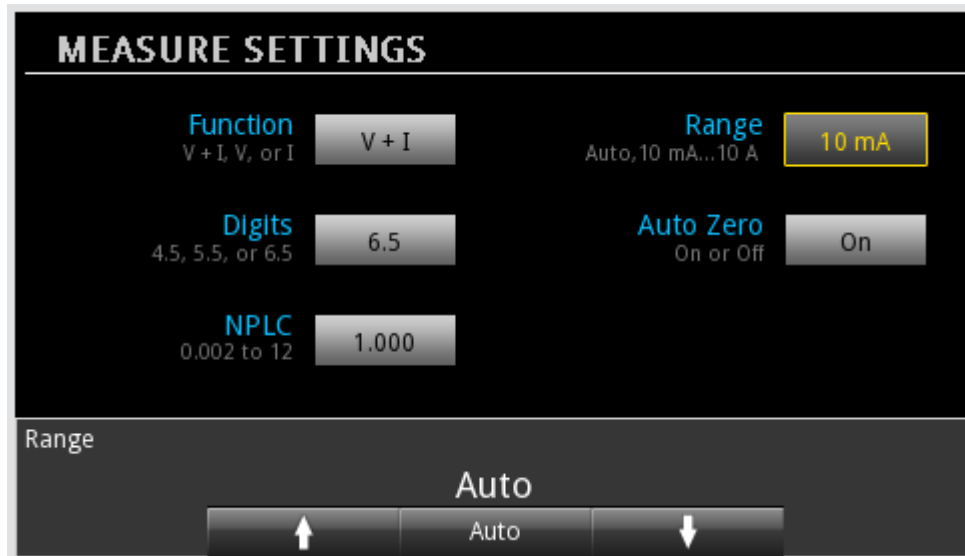 MEASURE SETTINGS
Function
V + I, V, or I
V + I
Range
Auto,10 mA...10 A
10 mA
Digits
4.5, 5.5, or 6.5
6.5
Auto Zero
On or Off
On
NPLC
0.002 to 12
1.000
Range
Auto
Auto